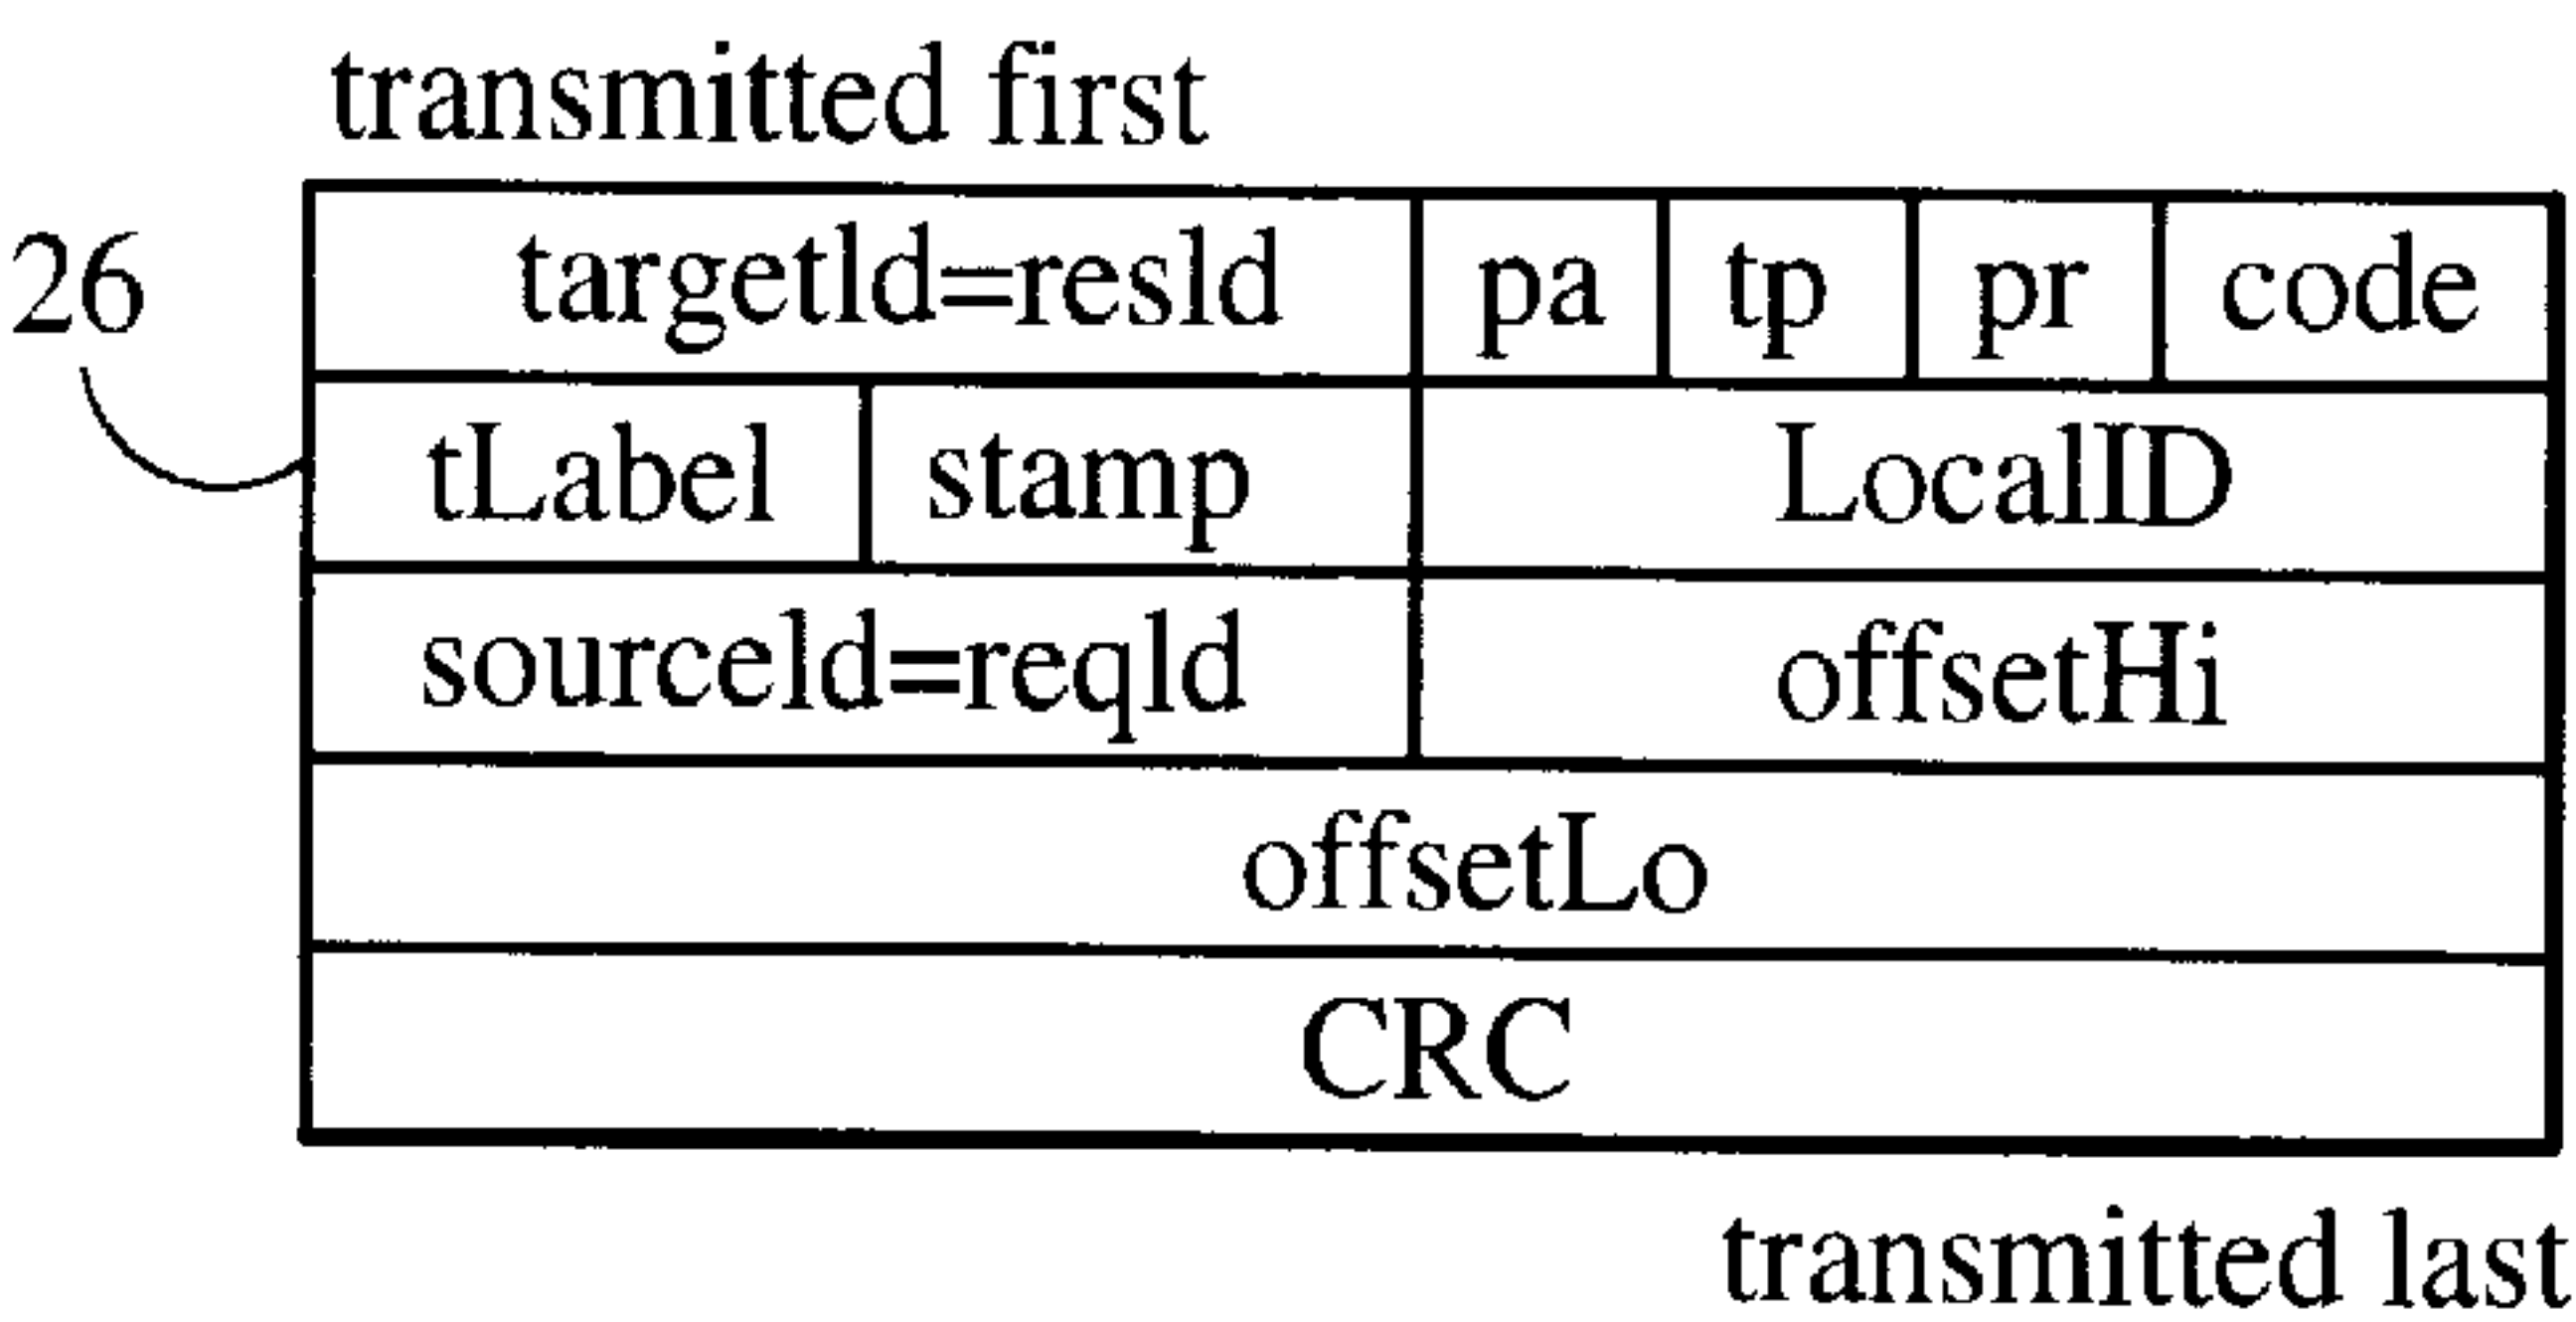 transmitted first
26
targetId=resId pa tp pr code
tLabel stamp LocalID
sourceId=reqId offsetHi
offsetLo
CRC
transmitted last